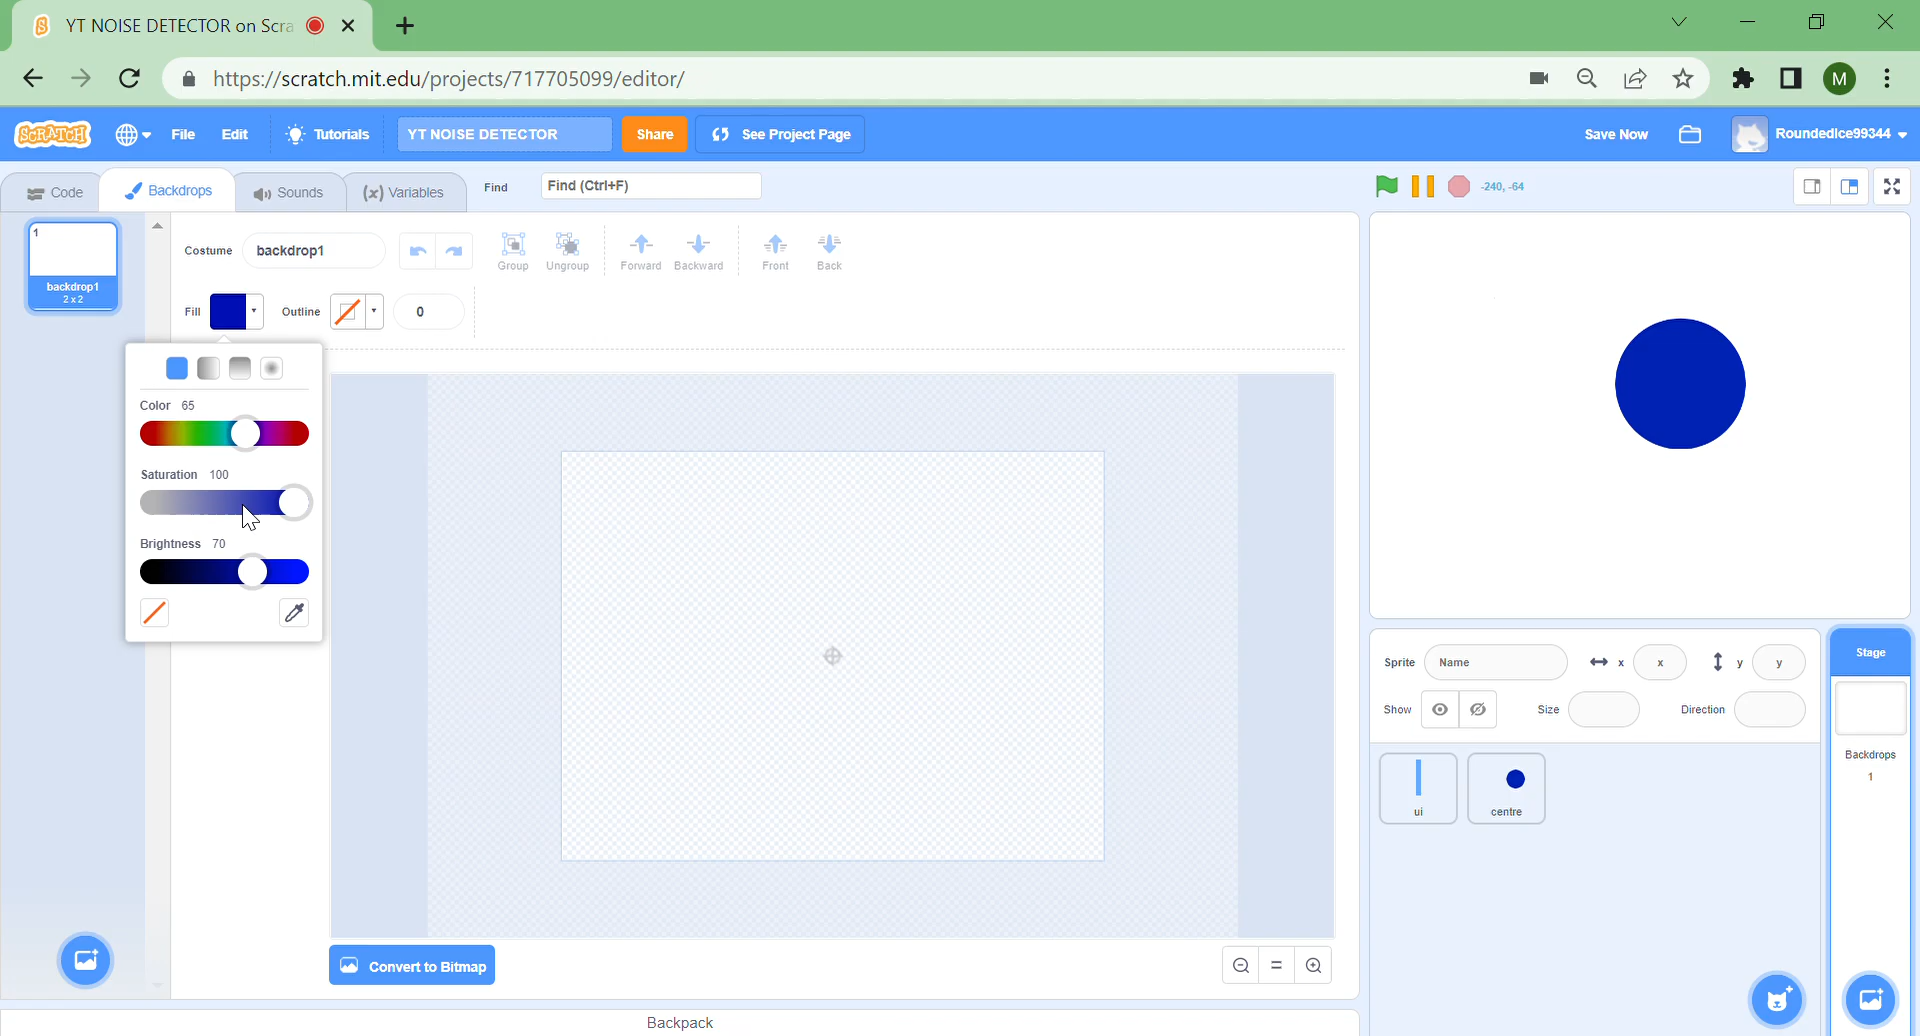 YT NOISE DETECTOR on Scra
https://scratch.mit.edu/projects/717705099/editor/
M
SCRATCH File Edit Tutorials YT NOISE DETECTOR Share See Project Page Save Now RoundedIce99344
Code Backdrops Sounds (x) Variables Find Find (Ctrl+F) -240, -64
1
backdrop1
2 x 2
Costume backdrop1 Group Ungroup Forward Backward Front Back
Fill Outline 0
Color 65
Saturation 100
Brightness 70
Convert to Bitmap
=
Backpack
Sprite Name x x y y
Show Size Direction
ui centre
Stage
Backdrops
1